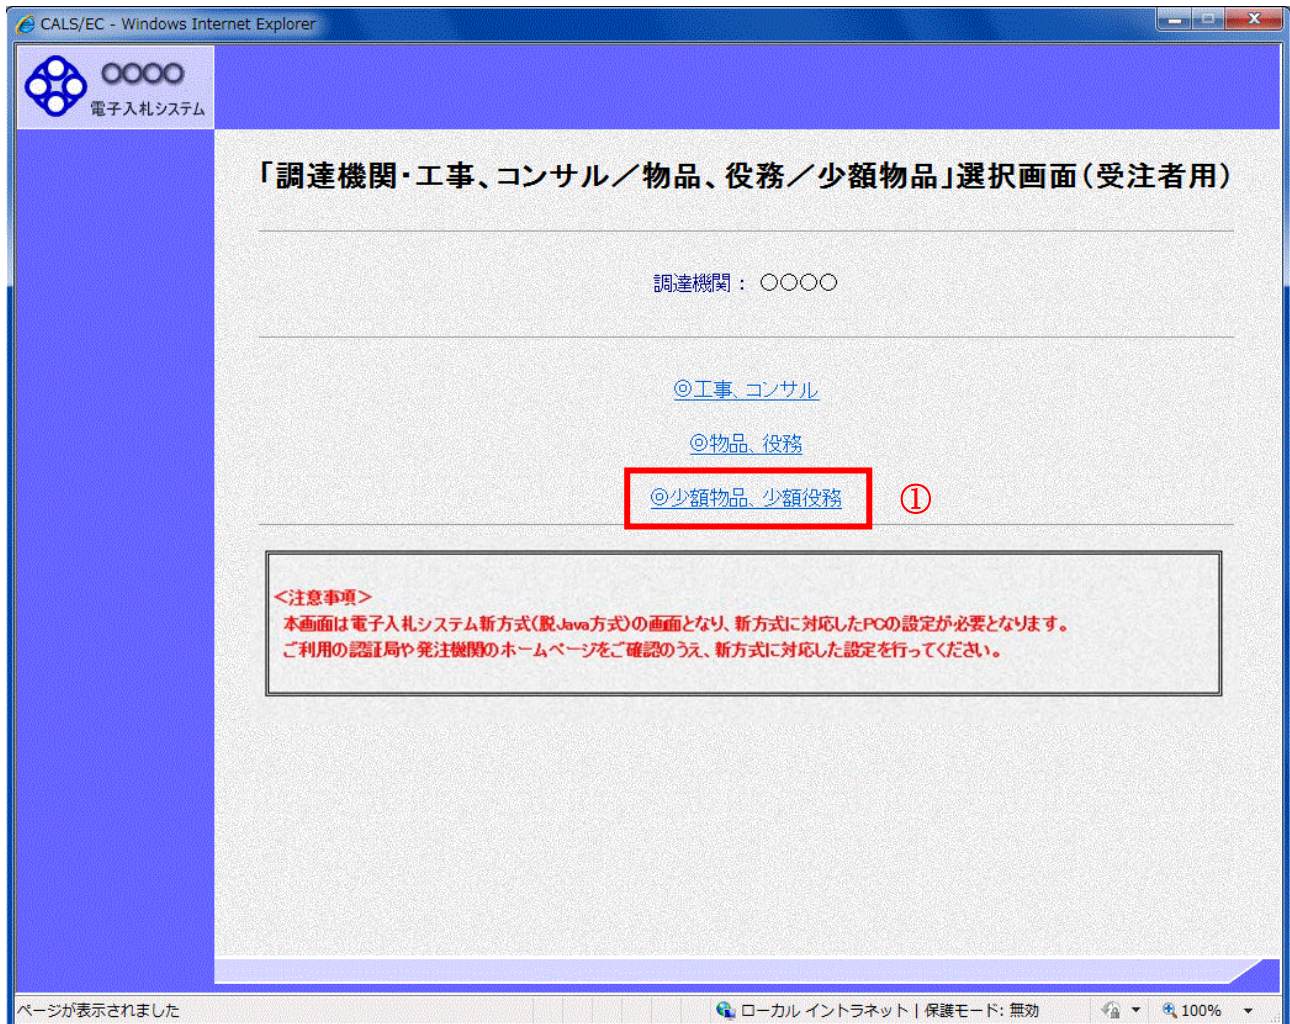 CALS/EC - Windows Internet Explorer
○○○○
電子入札システム
「調達機関・工事、コンサル／物品、役務／少額物品」選択画面（受注者用）
調達機関： ○○○○
◎工事、コンサル
◎物品、役務
◎少額物品、少額役務 ①
＜注意事項＞
本画面は電子入札システム新方式(脱Java方式)の画面となり、新方式に対応したPCの設定が必要となります。
ご利用の認証局や発注機関のホームページをご確認のうえ、新方式に対応した設定を行ってください。
ページが表示されました ローカル イントラネット | 保護モード: 無効 100%